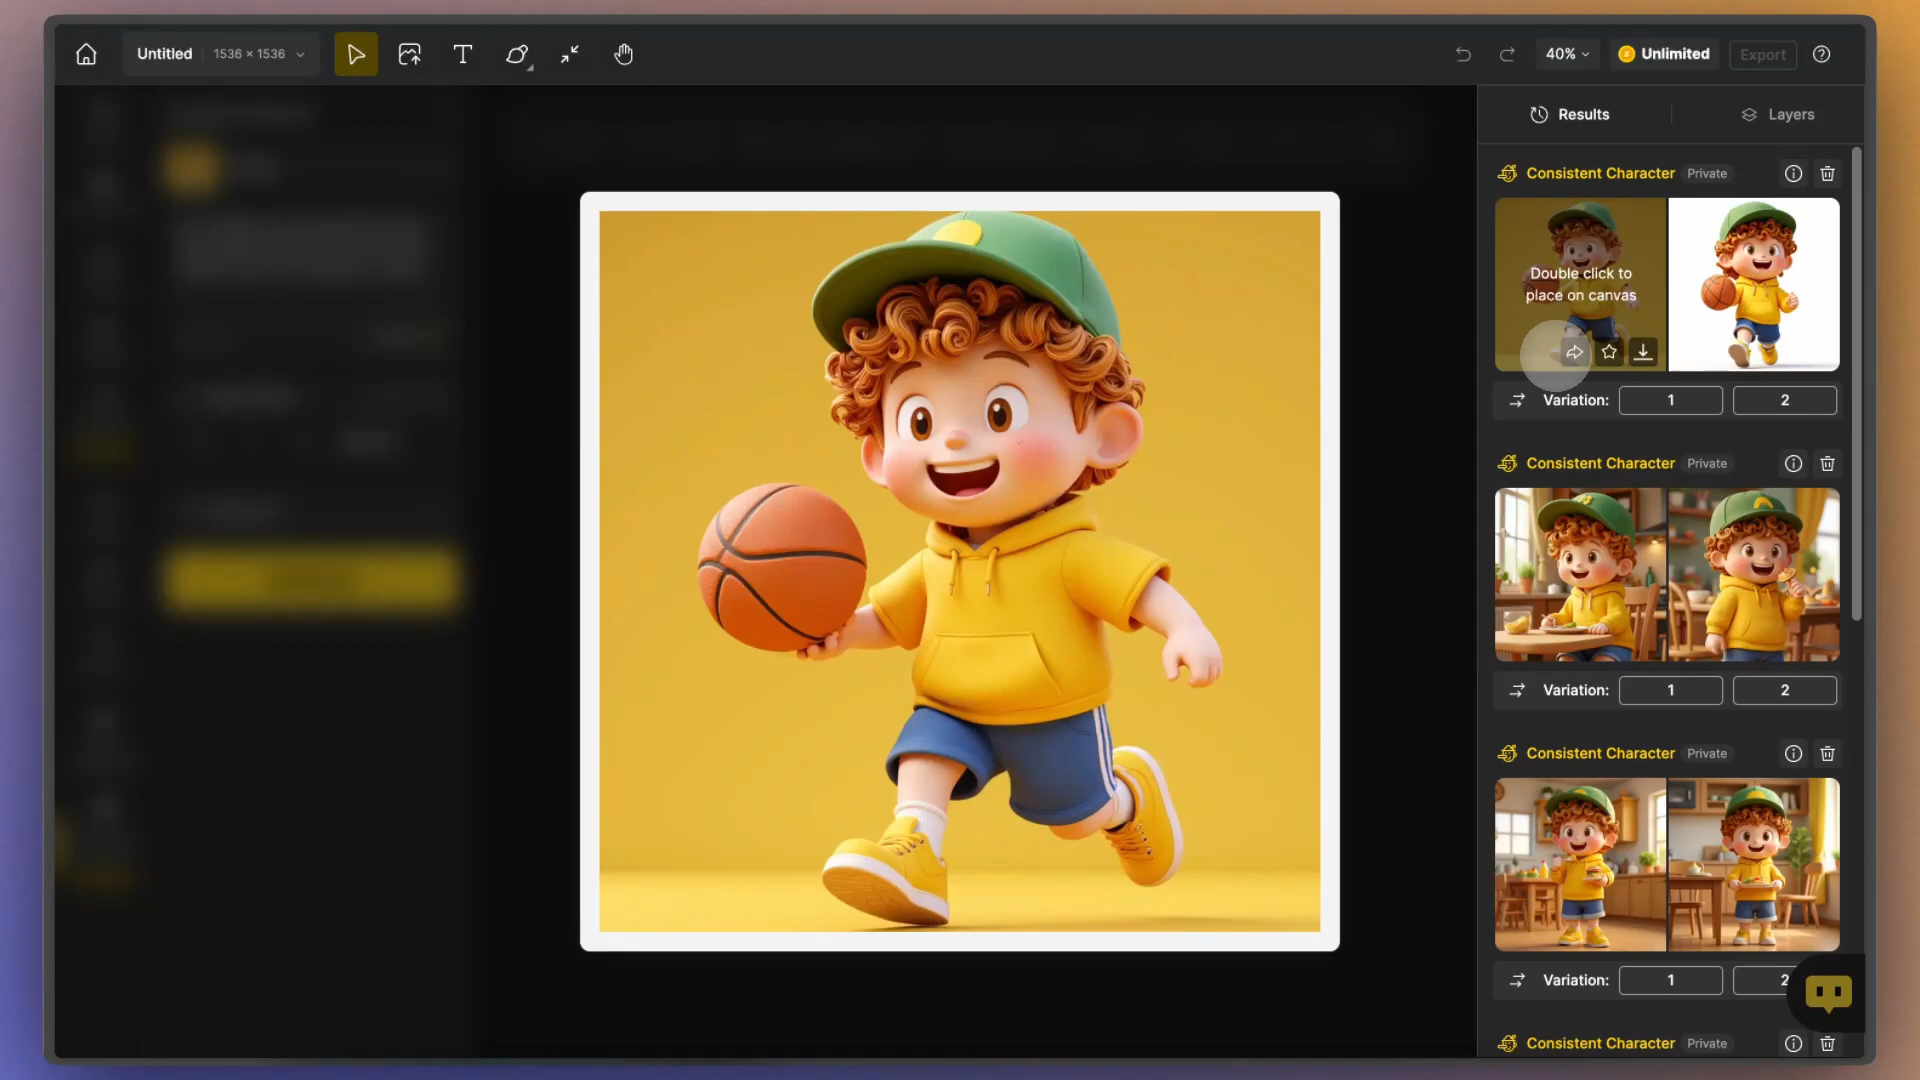 Untitled 1536 × 1536
T
40% Unlimited Export
Results Layers
Consistent Character Private
Double click to
place on canvas
Variation: 1 2
Consistent Character Private
Variation: 1 2
Consistent Character Private
Variation: 1 2
Consistent Character Private